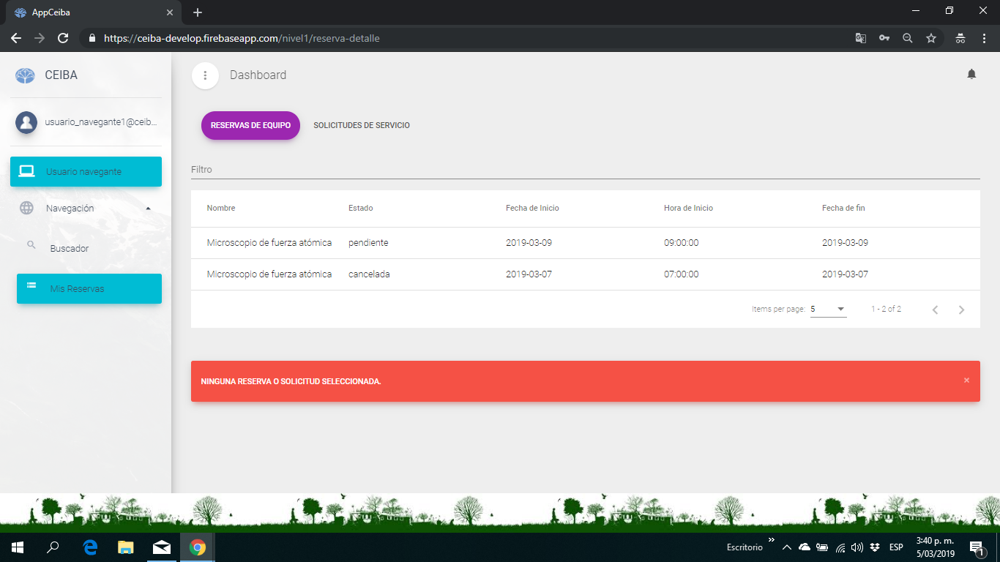 AppCeiba
https://ceiba-develop.firebaseapp.com/nivel1/reserva-detalle
CEIBA
Dashboard
usuario_navegante1@ceib...
RESERVAS DE EQUIPO
SOLICITUDES DE SERVICIO
Usuario navegante
Navegación
Buscador
Mis Reservas
Filtro
Nombre Estado Fecha de Inicio Hora de Inicio Fecha de fin
Microscopio de fuerza atómica pendiente 2019-03-09 09:00:00 2019-03-09
Microscopio de fuerza atómica cancelada 2019-03-07 07:00:00 2019-03-07
Items per page: 5 1 - 2 of 2
NINGUNA RESERVA O SOLICITUD SELECCIONADA.
Escritorio
ESP
3:40 p. m.
5/03/2019
1